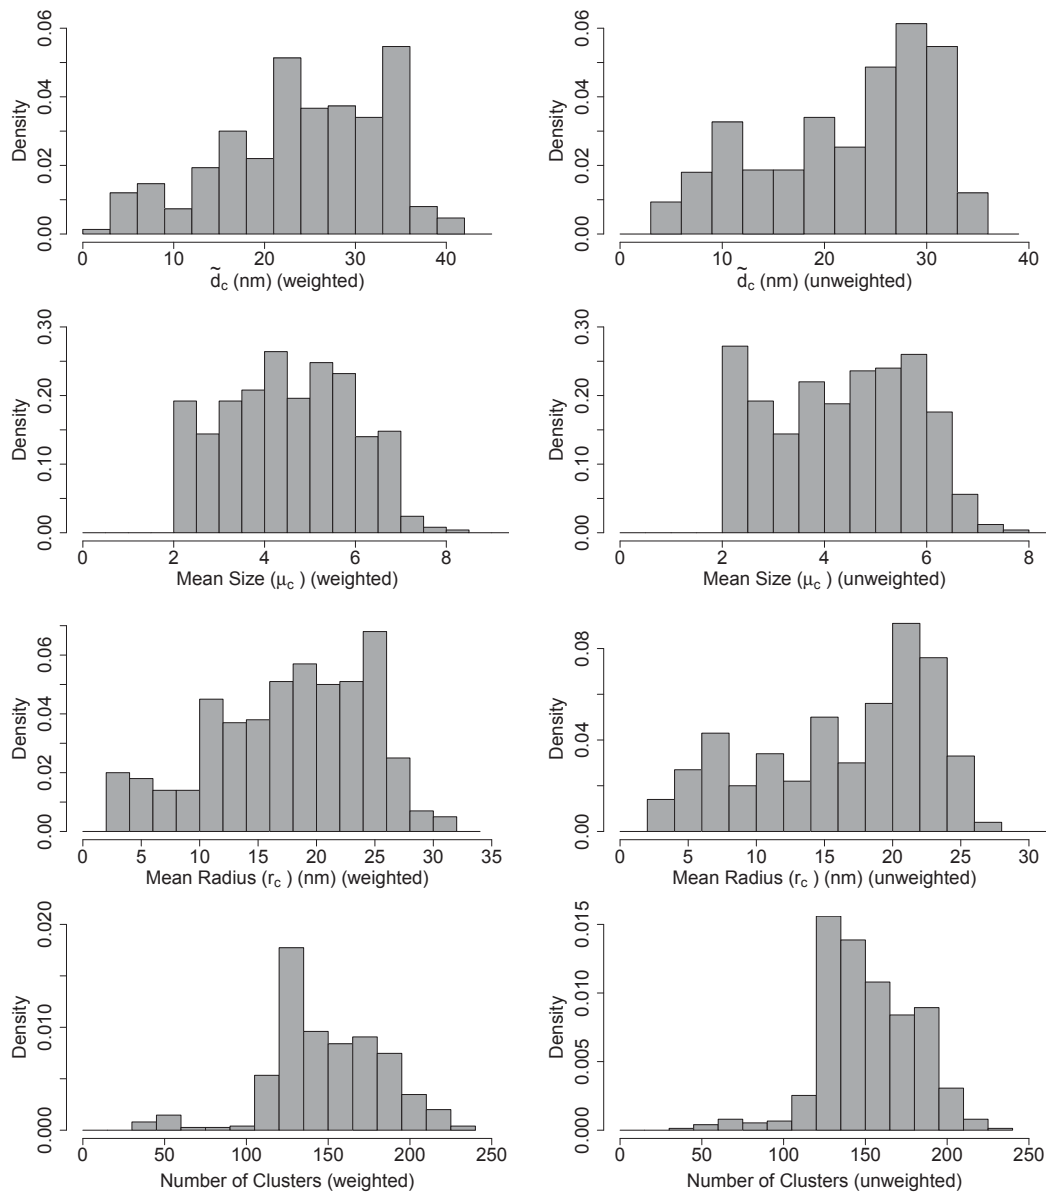 Density
0.00 0.02 0.04 0.06
0 10 20 30 40
d̃c (nm) (weighted)
Density
0.00 0.02 0.04 0.06
0 10 20 30 40
d̃c (nm) (unweighted)
Density
0.00 0.10 0.20 0.30
0 2 4 6 8
Mean Size (μc ) (weighted)
Density
0.00 0.10 0.20 0.30
0 2 4 6 8
Mean Size (μc ) (unweighted)
Density
0.00 0.02 0.04 0.06
0 5 10 15 20 25 30 35
Mean Radius (rc ) (nm) (weighted)
Density
0.00 0.04 0.08
0 5 10 15 20 25 30
Mean Radius (rc ) (nm) (unweighted)
Density
0.000 0.010 0.020
0 50 100 150 200 250
Number of Clusters (weighted)
Density
0.000 0.005 0.010 0.015
0 50 100 150 200 250
Number of Clusters (unweighted)